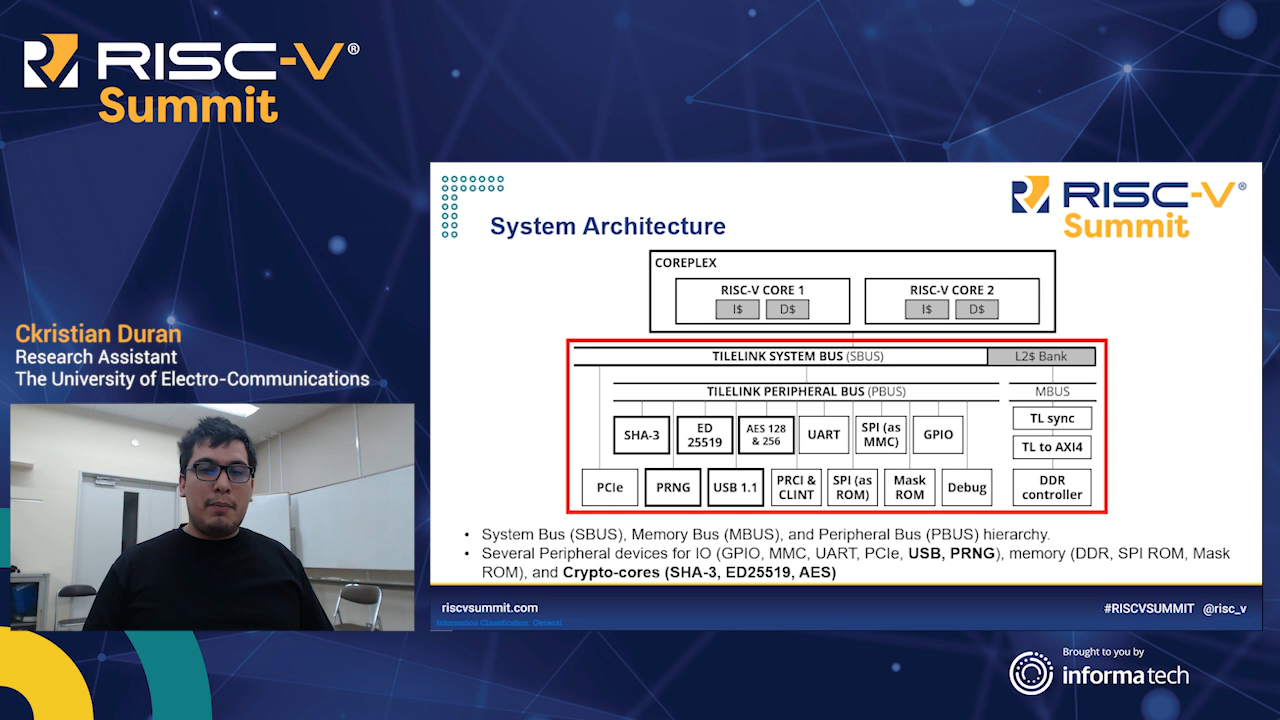 RISC-V®
Summit
Ckristian Duran
Research Assistant
The University of Electro-Communications
RISC-V®
Summit
System Architecture
COREPLEX
RISC-V CORE 1
I$ D$
RISC-V CORE 2
I$ D$
TILELINK SYSTEM BUS (SBUS)
L2$ Bank
TILELINK PERIPHERAL BUS (PBUS)
MBUS
SHA-3
ED
25519
AES 128
& 256
UART
SPI (as
MMC)
GPIO
TL sync
TL to AXI4
PCIe
PRNG
USB 1.1
PRCI &
CLINT
SPI (as
ROM)
Mask
ROM
Debug
DDR
controller
• System Bus (SBUS), Memory Bus (MBUS), and Peripheral Bus (PBUS) hierarchy.
• Several Peripheral devices for IO (GPIO, MMC, UART, PCIe, USB, PRNG), memory (DDR, SPI ROM, Mask
ROM), and Crypto-cores (SHA-3, ED25519, AES)
riscvsummit.com
#RISCVSUMMIT @risc_v
Information Classification: General
Brought to you by
informa tech